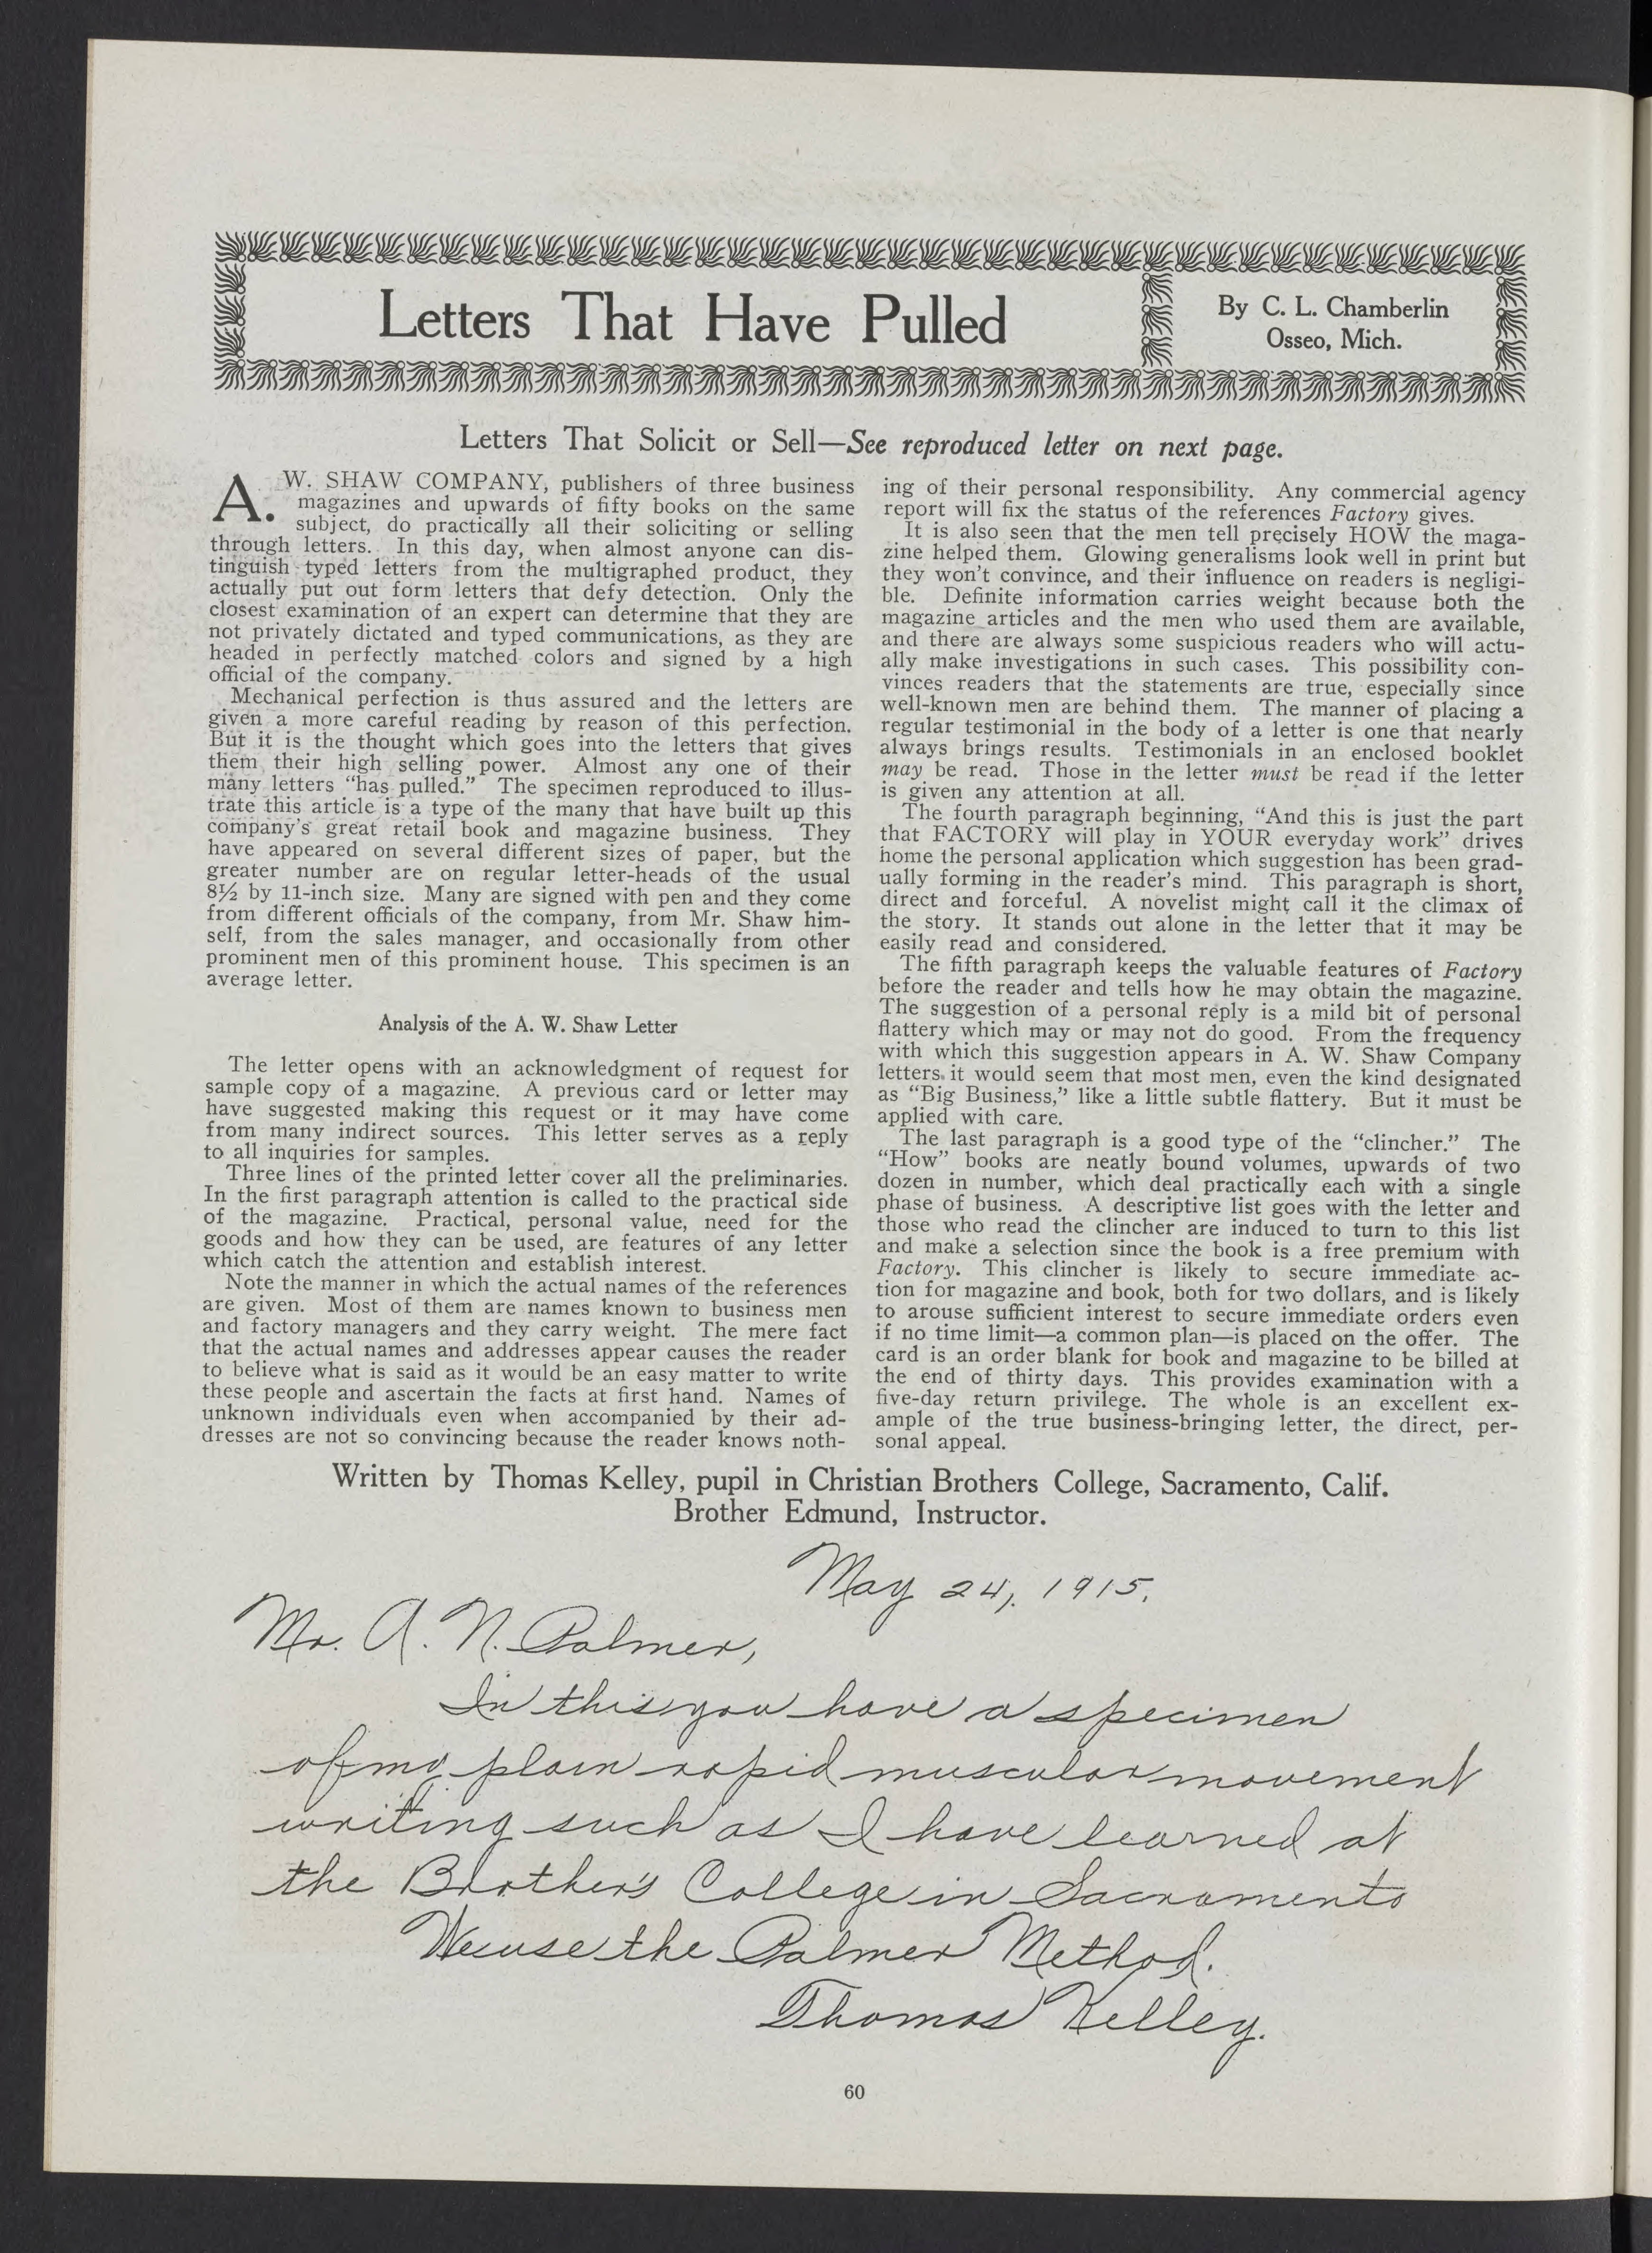 Letters That Have Pulled
By C. L. Chamberlin
Osseo, Mich.
Letters That Solicit or Sell—See reproduced letter on next page.
A. W. SHAW COMPANY, publishers of three business
magazines and upwards of fifty books on the same
subject, do practically all their soliciting or selling
through letters. In this day, when almost anyone can dis-
tinguish typed letters from the multigraphed product, they
actually put out form letters that defy detection. Only the
closest examination of an expert can determine that they are
not privately dictated and typed communications, as they are
headed in perfectly matched colors and signed by a high
official of the company.
Mechanical perfection is thus assured and the letters are
given a more careful reading by reason of this perfection.
But it is the thought which goes into the letters that gives
them their high selling power. Almost any one of their
many letters “has pulled.” The specimen reproduced to illus-
trate this article is a type of the many that have built up this
company's great retail book and magazine business. They
have appeared on several different sizes of paper, but the
greater number are on regular letter-heads of the usual
8½ by 11-inch size. Many are signed with pen and they come
from different officials of the company, from Mr. Shaw him-
self, from the sales manager, and occasionally from other
prominent men of this prominent house. This specimen is an
average letter.
Analysis of the A. W. Shaw Letter
The letter opens with an acknowledgment of request for
sample copy of a magazine. A previous card or letter may
have suggested making this request or it may have come
from many indirect sources. This letter serves as a reply
to all inquiries for samples.
Three lines of the printed letter cover all the preliminaries.
In the first paragraph attention is called to the practical side
of the magazine. Practical, personal value, need for the
goods and how they can be used, are features of any letter
which catch the attention and establish interest.
Note the manner in which the actual names of the references
are given. Most of them are names known to business men
and factory managers and they carry weight. The mere fact
that the actual names and addresses appear causes the reader
to believe what is said as it would be an easy matter to write
these people and ascertain the facts at first hand. Names of
unknown individuals even when accompanied by their ad-
dresses are not so convincing because the reader knows noth-
ing of their personal responsibility. Any commercial agency
report will fix the status of the references Factory gives.
It is also seen that the men tell precisely HOW the maga-
zine helped them. Glowing generalisms look well in print but
they won't convince, and their influence on readers is negligi-
ble. Definite information carries weight because both the
magazine articles and the men who used them are available,
and there are always some suspicious readers who will actu-
ally make investigations in such cases. This possibility con-
vinces readers that the statements are true, especially since
well-known men are behind them. The manner of placing a
regular testimonial in the body of a letter is one that nearly
always brings results. Testimonials in an enclosed booklet
may be read. Those in the letter must be read if the letter
is given any attention at all.
The fourth paragraph beginning, “And this is just the part
that FACTORY will play in YOUR everyday work” drives
home the personal application which suggestion has been grad-
ually forming in the reader's mind. This paragraph is short,
direct and forceful. A novelist might call it the climax of
the story. It stands out alone in the letter that it may be
easily read and considered.
The fifth paragraph keeps the valuable features of Factory
before the reader and tells how he may obtain the magazine.
The suggestion of a personal reply is a mild bit of personal
flattery which may or may not do good. From the frequency
with which this suggestion appears in A. W. Shaw Company
letters it would seem that most men, even the kind designated
as “Big Business,” like a little subtle flattery. But it must be
applied with care.
The last paragraph is a good type of the “clincher.” The
“How” books are neatly bound volumes, upwards of two
dozen in number, which deal practically each with a single
phase of business. A descriptive list goes with the letter and
those who read the clincher are induced to turn to this list
and make a selection since the book is a free premium with
Factory. This clincher is likely to secure immediate ac-
tion for magazine and book, both for two dollars, and is likely
to arouse sufficient interest to secure immediate orders even
if no time limit—a common plan—is placed on the offer. The
card is an order blank for book and magazine to be billed at
the end of thirty days. This provides examination with a
five-day return privilege. The whole is an excellent ex-
ample of the true business-bringing letter, the direct, per-
sonal appeal.
Written by Thomas Kelley, pupil in Christian Brothers College, Sacramento, Calif.
Brother Edmund, Instructor.
May 24, 1915.
Mr. A. N. Palmer,
In this you have a specimen
of my plain rapid muscular movement
writing such as I have learned at
the Brother's College in Sacramento
We use the Palmer Method.
Thomas Kelley.
60